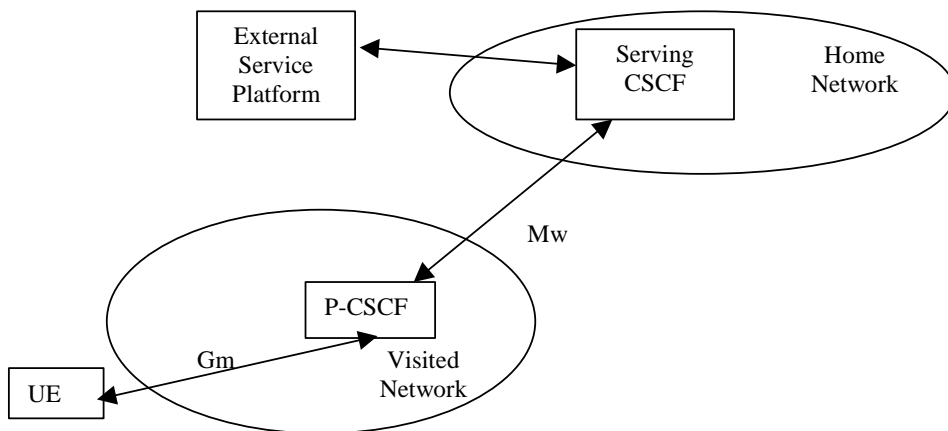 External
Service
Platform
Serving
CSCF
Home
Network
Mw
P-CSCF
Gm
Visited
Network
UE